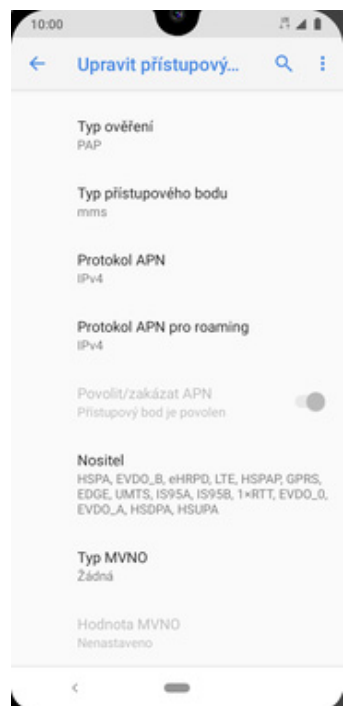 10:00
Upravit přístupový...
Typ ověření
PAP
Typ přístupového bodu
mms
Protokol APN
IPv4
Protokol APN pro roaming
IPv4
Povolit/zakázat APN
Přístupový bod je povolen
Nositel
HSPA, EVDO_B, eHRPD, LTE, HSPAP, GPRS,
EDGE, UMTS, IS95A, IS95B, 1×RTT, EVDO_0,
EVDO_A, HSDPA, HSUPA
Typ MVNO
Žádná
Hodnota MVNO
Nenastaveno